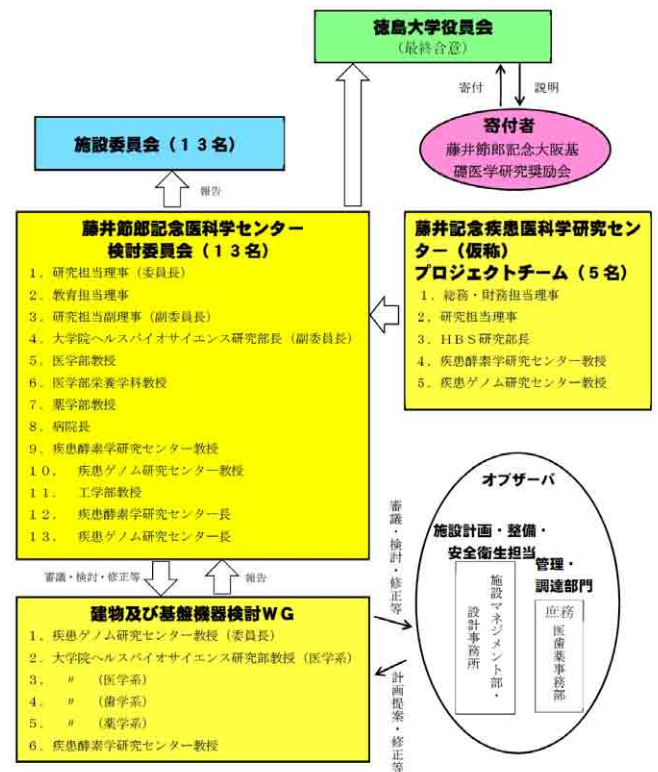 徳島大学役員会
(最終合意)
寄付
説明
寄付者
藤井節郎記念大阪基
礎医学研究奨励会
施設委員会(13名)
報告
藤井節郎記念医科学センター
検討委員会(13名)
1.研究担当理事(委員長)
2.教育担当理事
3.研究担当副理事(副委員長)
4.大学院ヘルスバイオサイエンス研究部長(副委員長)
5.医学部教授
6.医学部栄養学科教授
7.薬学部教授
8.病院長
9.疾患酵素学研究センター教授
10. 疾患ゲノム研究センター教授
11. 工学部教授
12. 疾患酵素学研究センター長
13. 疾患ゲノム研究センター長
藤井記念疾患医科学研究セン
ター(仮称)
プロジェクトチーム(5名)
1.総務・財務担当理事
2.研究担当理事
3.HBS研究部長
4.疾患酵素学研究センター教授
5.疾患ゲノム研究センター教授
審議・検討・修正等
報告
建物及び基盤機器検討WG
1.疾患ゲノム研究センター教授(委員長)
2.大学院ヘルスバイオサイエンス研究部教授(医学系)
3. 〃 (医学系)
4. 〃 (歯学系)
5. 〃 (薬学系)
6.疾患酵素学研究センター教授
審議・検討・修正等
計画提案・修正等
オブザーバ
施設計画・整備・
安全衛生担当
施設マネジメント部・
設計事務所
管理・
調達部門
庶務
医歯薬事務部